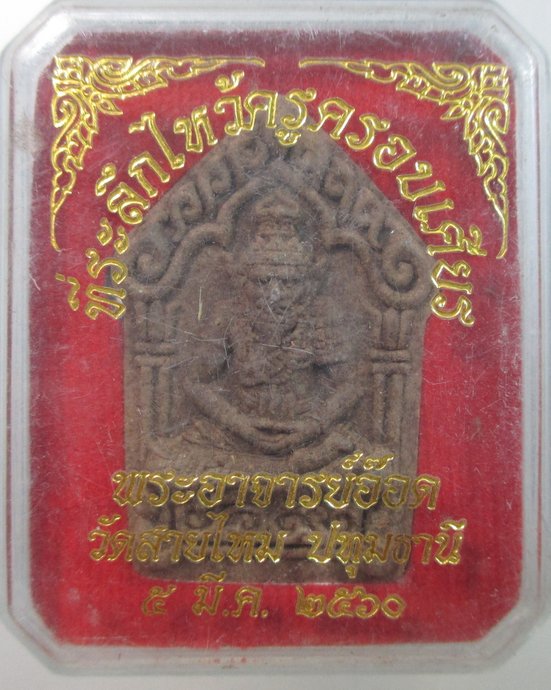 ที่ระลึกไหว้ครูครอบเศียร
พระอาจารย์อ๊อด
วัดสายไหม ปทุมธานี
๕ มี.ค. ๒๕๖๐